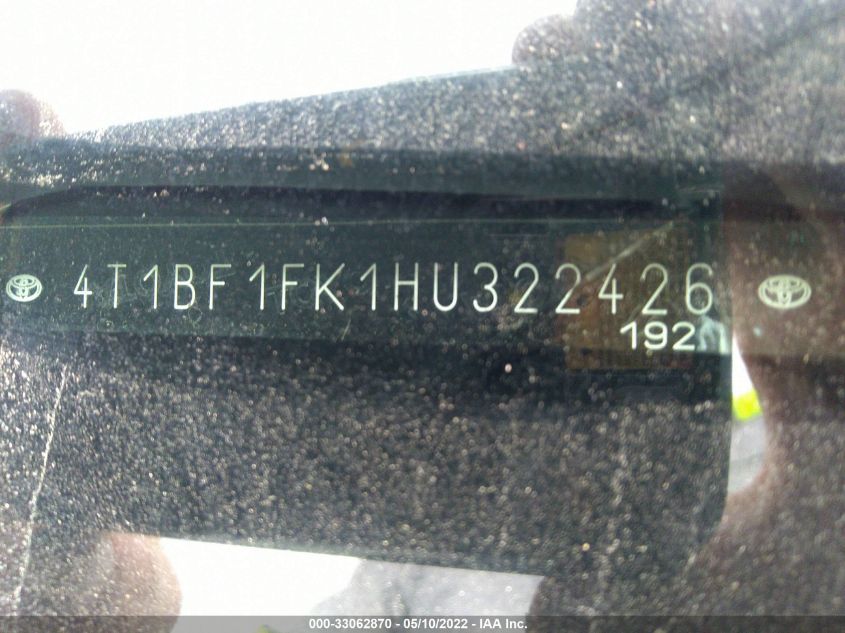 4T1BF1FK1HU322426
192
000-33062870 - 05/10/2022 - IAA Inc.